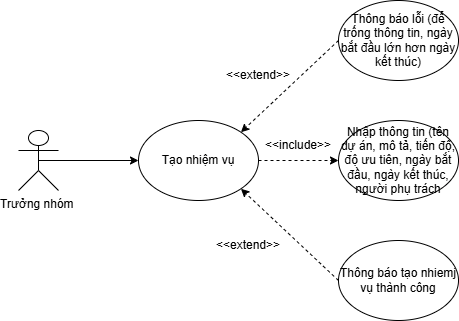 Thông báo lỗi (để
trống thông tin, ngày
bắt đầu lớn hơn ngày
kết thúc)
<<extend>>
Trưởng nhóm
Tạo nhiệm vụ
<<include>>
Nhập thông tin (tên
dự án, mô tả, tiến độ,
độ ưu tiên, ngày bắt
đầu, ngày kết thúc,
người phụ trách
<<extend>>
Thông báo tạo nhiemj
vụ thành công